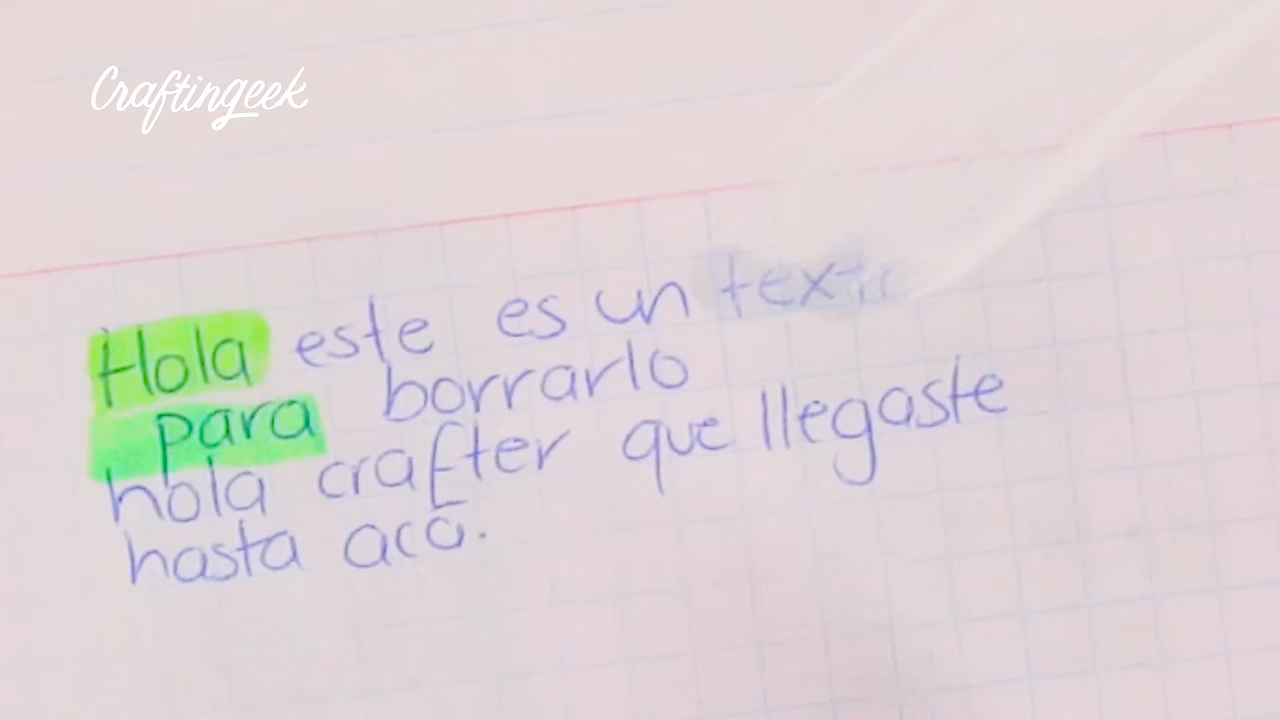 Craftingeek
Hola este es un texto
para borrarlo
hola crafter que llegaste
hasta acá.